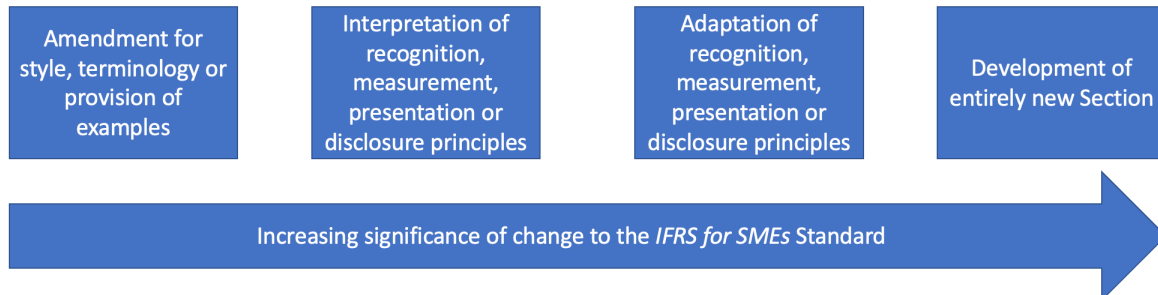 Amendment for
style, terminology or
provision of
examples
Interpretation of
recognition,
measurement,
presentation or
disclosure principles
Adaptation of
recognition,
measurement,
presentation or
disclosure principles
Development of
entirely new Section
Increasing significance of change to the IFRS for SMEs Standard